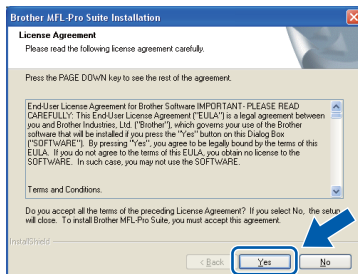 Brother MFL-Pro Suite Installation
License Agreement
Please read the following license agreement carefully.
Press the PAGE DOWN key to see the rest of the agreement.
End-User License Agreement for Brother Software IMPORTANT- PLEASE READ
CAREFULLY: This End-User License Agreement ("EULA") is a legal agreement between
you and Brother Industries, Ltd. ("Brother"), which governs your use of the Brother
software that will be installed if you press the "Yes" button on this Dialog Box
("SOFTWARE"). By pressing "Yes", you agree to be legally bound by the terms of this
EULA. If you do not agree to the terms of this EULA, you obtain no license to the
SOFTWARE. In such case, you may not use the SOFTWARE.
Terms and Conditions.
Do you accept all the terms of the preceding License Agreement? If you select No, the setup
will close. To install Brother MFL-Pro Suite, you must accept this agreement.
InstallShield
< Back
Yes
No